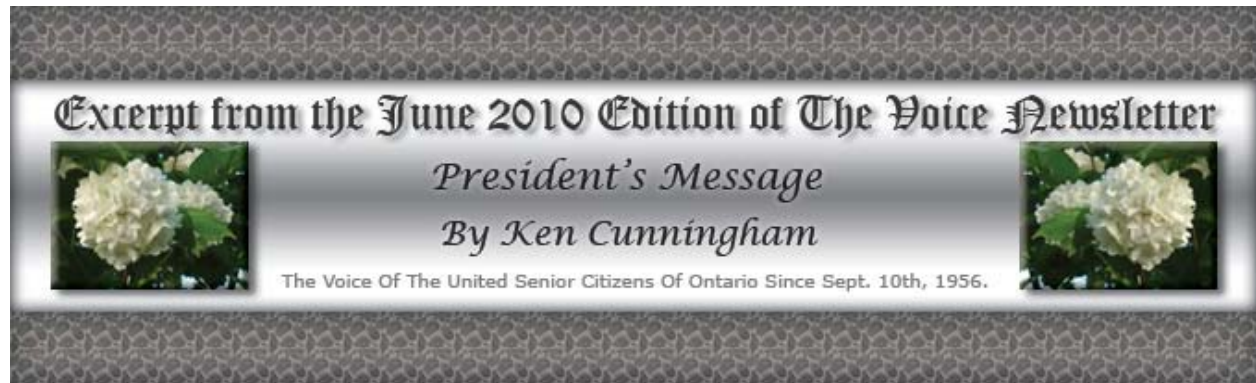 Excerpt from the June 2010 Edition of The Voice Newsletter
President's Message
By Ken Cunningham
The Voice Of The United Senior Citizens Of Ontario Since Sept. 10th, 1956.